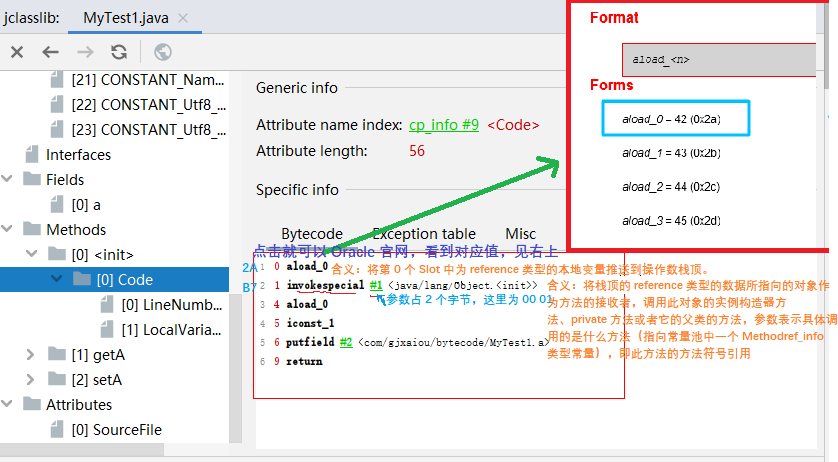 jclasslib:
MyTest1.java
[21] CONSTANT_Nam...
[22] CONSTANT_Utf8_...
[23] CONSTANT_Utf8_...
Interfaces
Fields
[0] a
Methods
[0] <init>
[0] Code
[0] LineNumb...
[1] LocalVaria...
[1] getA
[2] setA
Attributes
[0] SourceFile
Generic info
Attribute name index: cp_info #9 <Code>
Attribute length: 56
Specific info
Bytecode Exception table Misc
点击就可以 Oracle 官网，看到对应值，见右上
2A 1 0 aload_0
含义：将第 0 个 Slot 中为 reference 类型的本地变量推送到操作数栈顶。
B7 2 1 invokespecial #1 <java/lang/Object.<init>>
参数占 2 个字节，这里为 00 01
3 4 aload_0
4 5 iconst_1
5 6 putfield #2 <com/gjxaiou/bytecode/MyTest1.a>
6 9 return
含义：将栈顶的 reference 类型的数据所指向的对象作
为方法的接收者，调用此对象的实例构造器方
法、private 方法或者它的父类的方法，参数表示具体调
用的是什么方法（指向常量池中一个 Methodref_info
类型常量），即此方法的方法符号引用
Format
aload_<n>
Forms
aload_0 = 42 (0x2a)
aload_1 = 43 (0x2b)
aload_2 = 44 (0x2c)
aload_3 = 45 (0x2d)